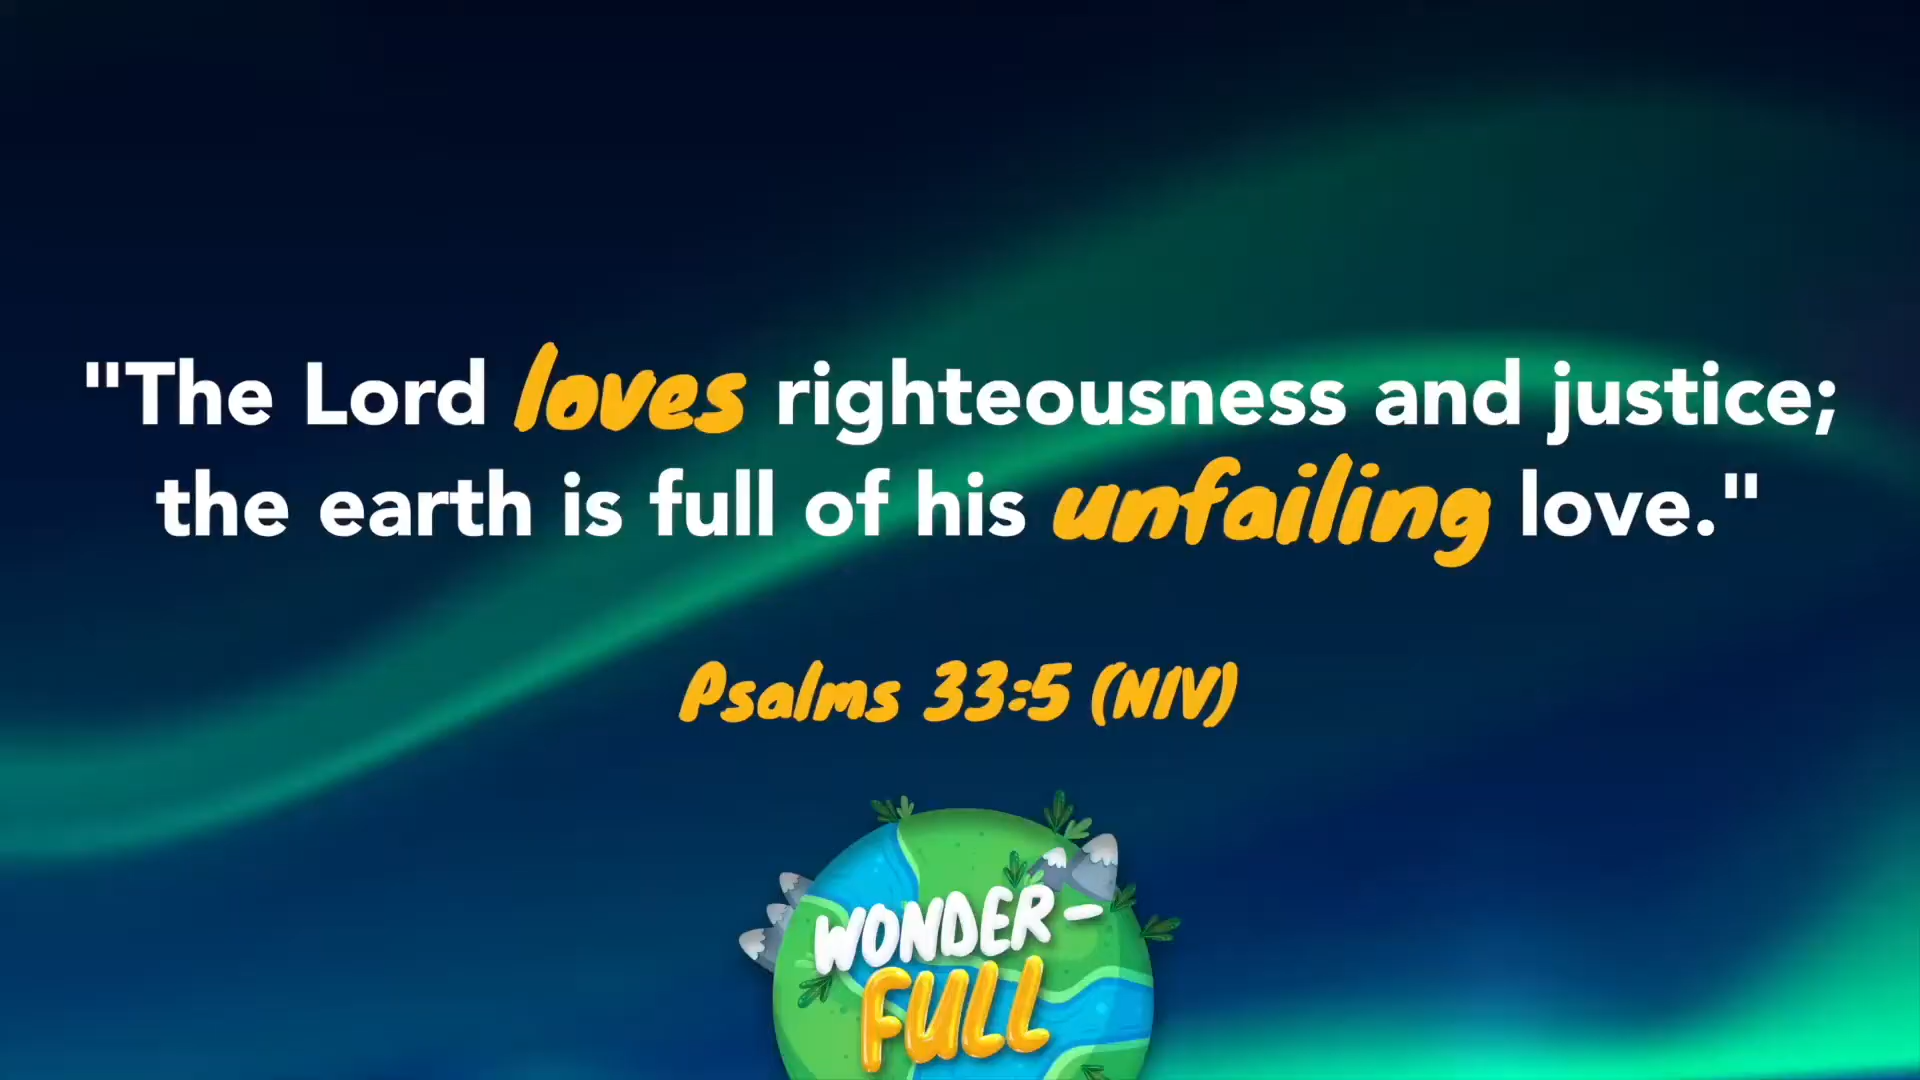 "The Lord loves righteousness and justice;
the earth is full of his unfailing love."
Psalms 33:5 (NIV)
WONDER-
FULL